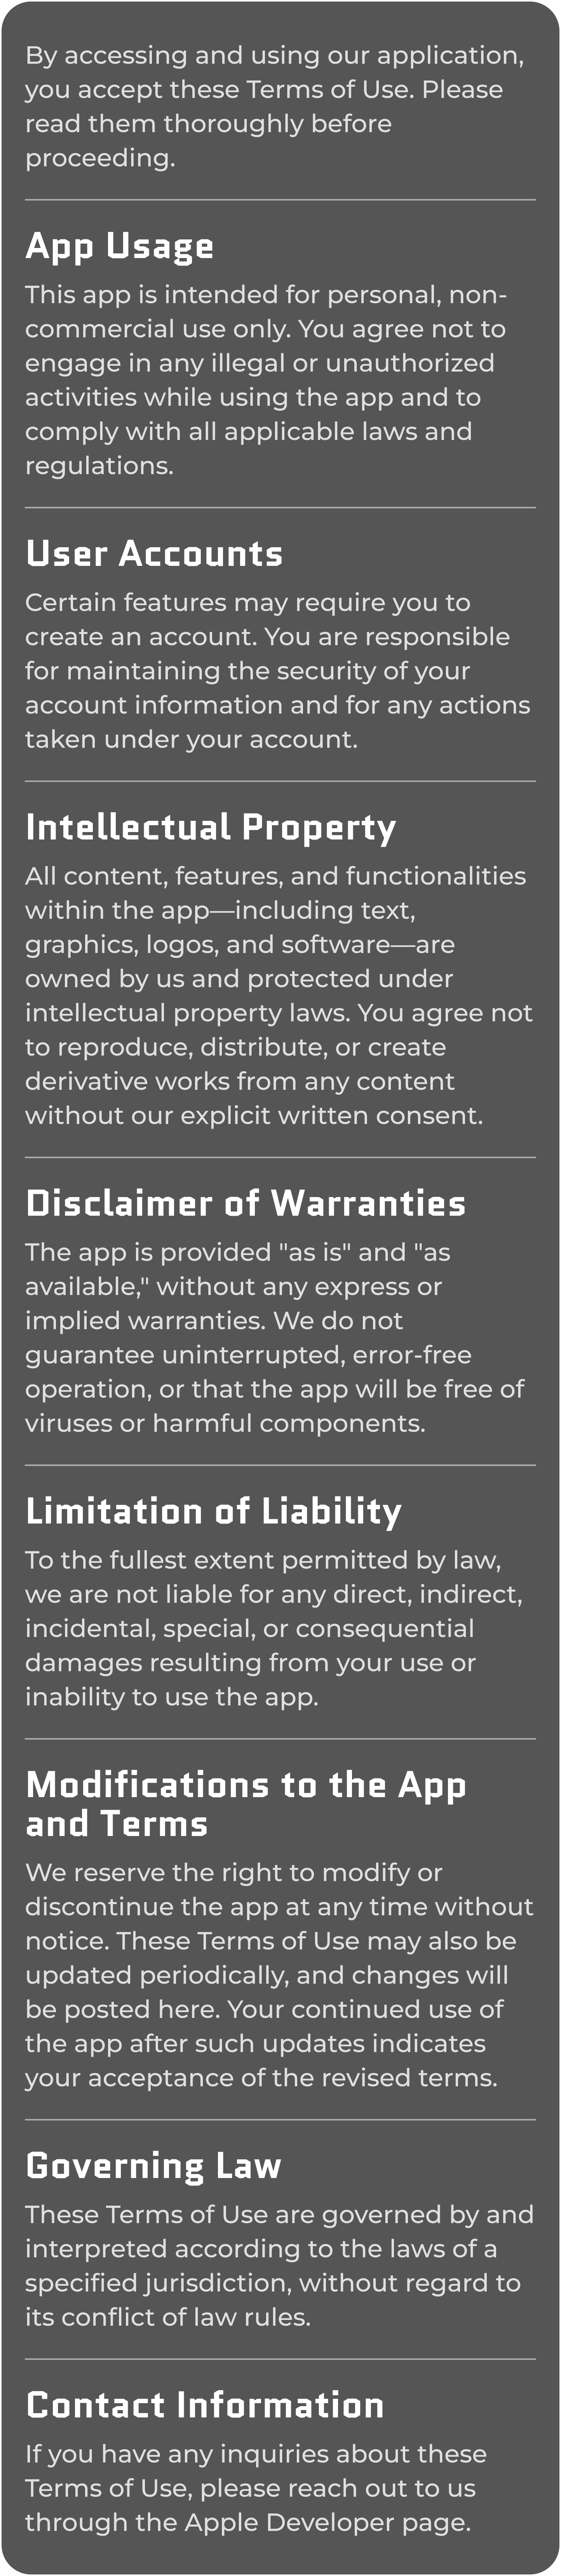 By accessing and using our application,
you accept these Terms of Use. Please
read them thoroughly before
proceeding.
App Usage
This app is intended for personal, non-
commercial use only. You agree not to
engage in any illegal or unauthorized
activities while using the app and to
comply with all applicable laws and
regulations.
User Accounts
Certain features may require you to
create an account. You are responsible
for maintaining the security of your
account information and for any actions
taken under your account.
Intellectual Property
All content, features, and functionalities
within the app—including text,
graphics, logos, and software—are
owned by us and protected under
intellectual property laws. You agree not
to reproduce, distribute, or create
derivative works from any content
without our explicit written consent.
Disclaimer of Warranties
The app is provided "as is" and "as
available," without any express or
implied warranties. We do not
guarantee uninterrupted, error-free
operation, or that the app will be free of
viruses or harmful components.
Limitation of Liability
To the fullest extent permitted by law,
we are not liable for any direct, indirect,
incidental, special, or consequential
damages resulting from your use or
inability to use the app.
Modifications to the App
and Terms
We reserve the right to modify or
discontinue the app at any time without
notice. These Terms of Use may also be
updated periodically, and changes will
be posted here. Your continued use of
the app after such updates indicates
your acceptance of the revised terms.
Governing Law
These Terms of Use are governed by and
interpreted according to the laws of a
specified jurisdiction, without regard to
its conflict of law rules.
Contact Information
If you have any inquiries about these
Terms of Use, please reach out to us
through the Apple Developer page.